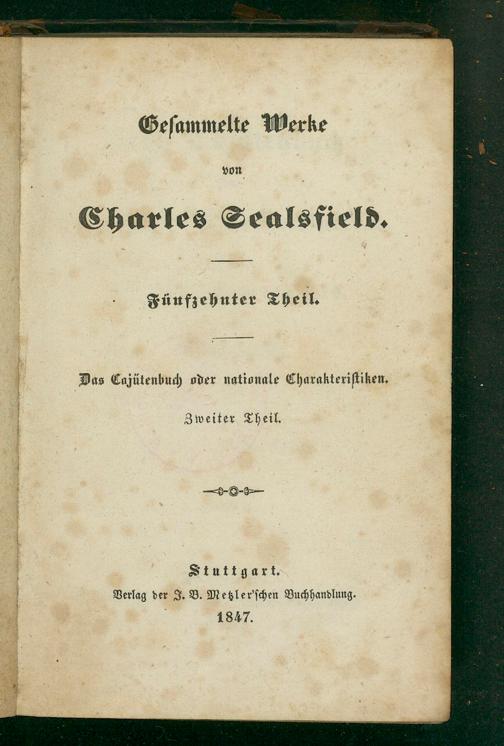 Gesammelte Werke
von
Charles Sealsfield.
Fünfzehnter Theil.
Das Cajütenbuch oder nationale Charakteristiken.
Zweiter Theil.
Stuttgart.
Verlag der J. B. Metzler'schen Buchhandlung.
1847.